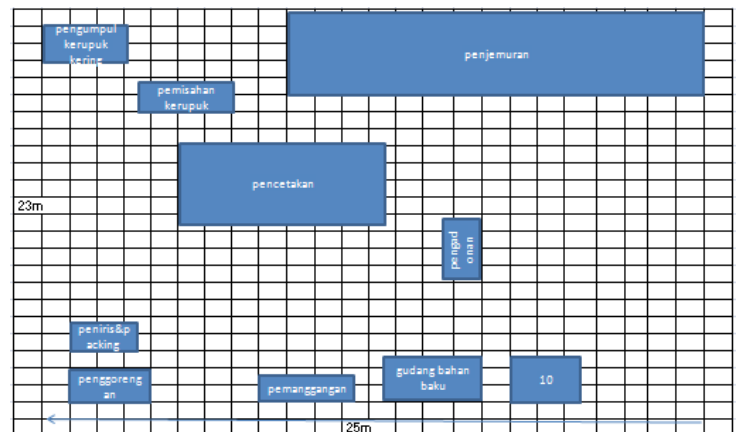 pengumpul
kerupuk
kering
penjemuran
pemisahan
kerupuk
pencetakan
23m
pengad
onan
peniris&p
acking
penggoreng
an
pemanggangan
gudang bahan
baku
10
25m